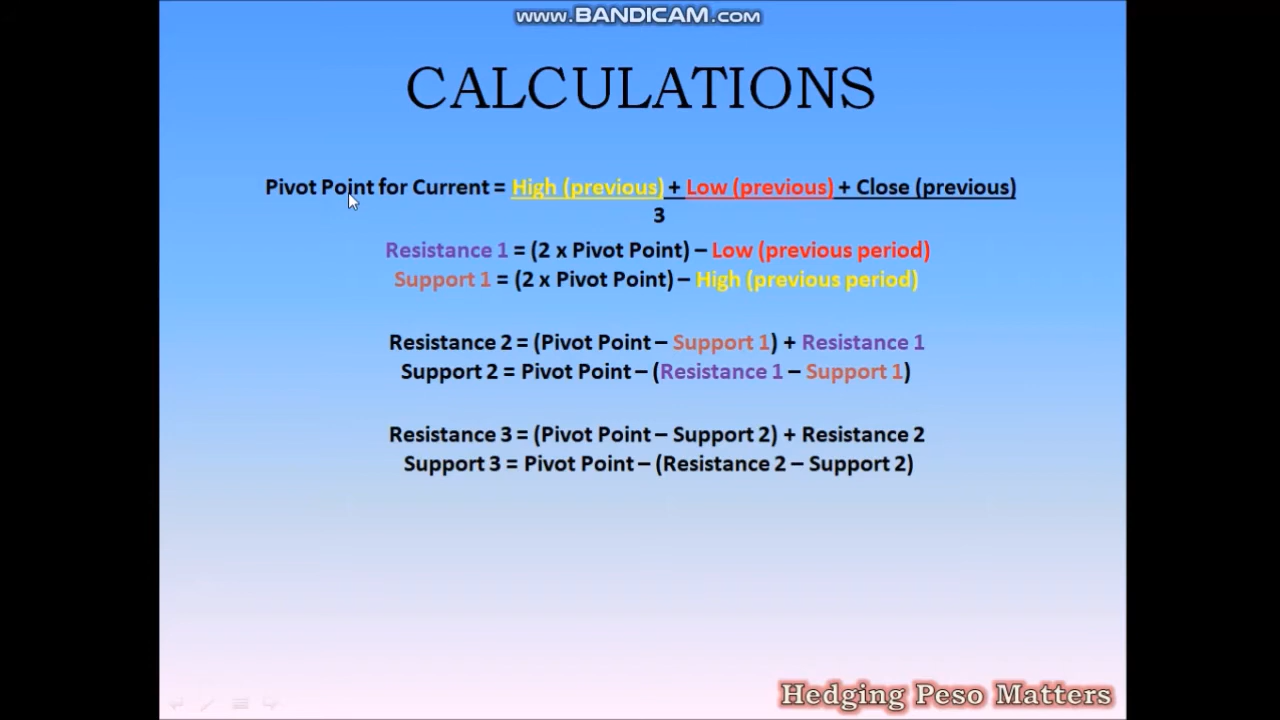 www.BANDICAM.com
CALCULATIONS
Pivot Point for Current = High (previous) + Low (previous) + Close (previous)
3
Resistance 1 = (2 x Pivot Point) – Low (previous period)
Support 1 = (2 x Pivot Point) – High (previous period)
Resistance 2 = (Pivot Point – Support 1) + Resistance 1
Support 2 = Pivot Point – (Resistance 1 – Support 1)
Resistance 3 = (Pivot Point – Support 2) + Resistance 2
Support 3 = Pivot Point – (Resistance 2 – Support 2)
Hedging Peso Matters